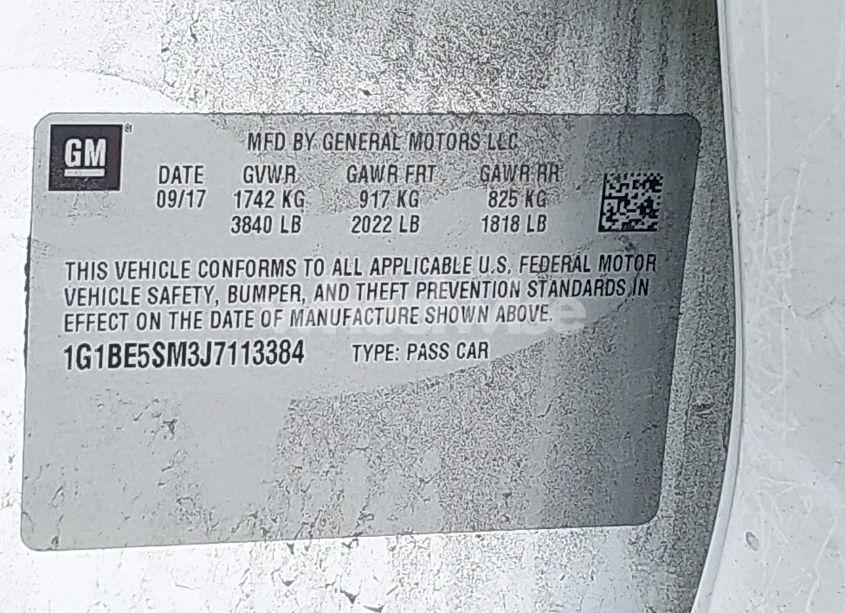 GM®
MFD BY GENERAL MOTORS LLC
DATE GVWR GAWR FRT GAWR RR
09/17 1742 KG 917 KG 825 KG
3840 LB 2022 LB 1818 LB
THIS VEHICLE CONFORMS TO ALL APPLICABLE U.S. FEDERAL MOTOR
VEHICLE SAFETY, BUMPER, AND THEFT PREVENTION STANDARDS IN
EFFECT ON THE DATE OF MANUFACTURE SHOWN ABOVE.
1G1BE5SM3J7113384 TYPE: PASS CAR